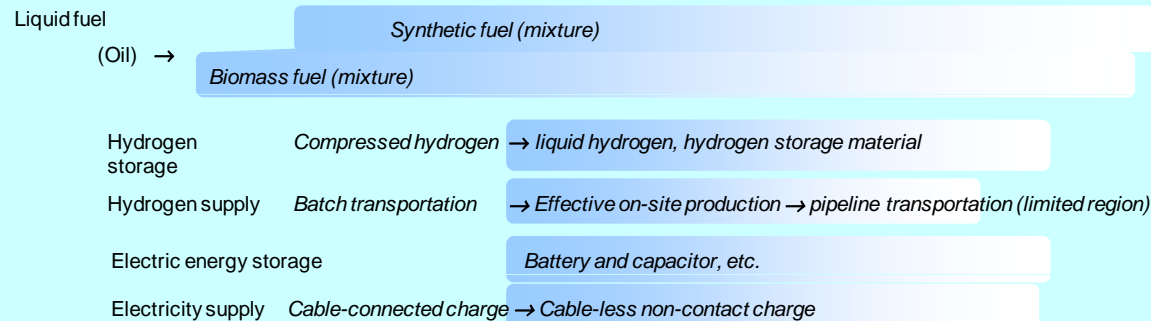 Liquid fuel
Synthetic fuel (mixture)
(Oil) →
Biomass fuel (mixture)
Hydrogen storage Compressed hydrogen → liquid hydrogen, hydrogen storage material
Hydrogen supply Batch transportation → Effective on-site production → pipeline transportation (limited region)
Electric energy storage Battery and capacitor, etc.
Electricity supply Cable-connected charge → Cable-less non-contact charge